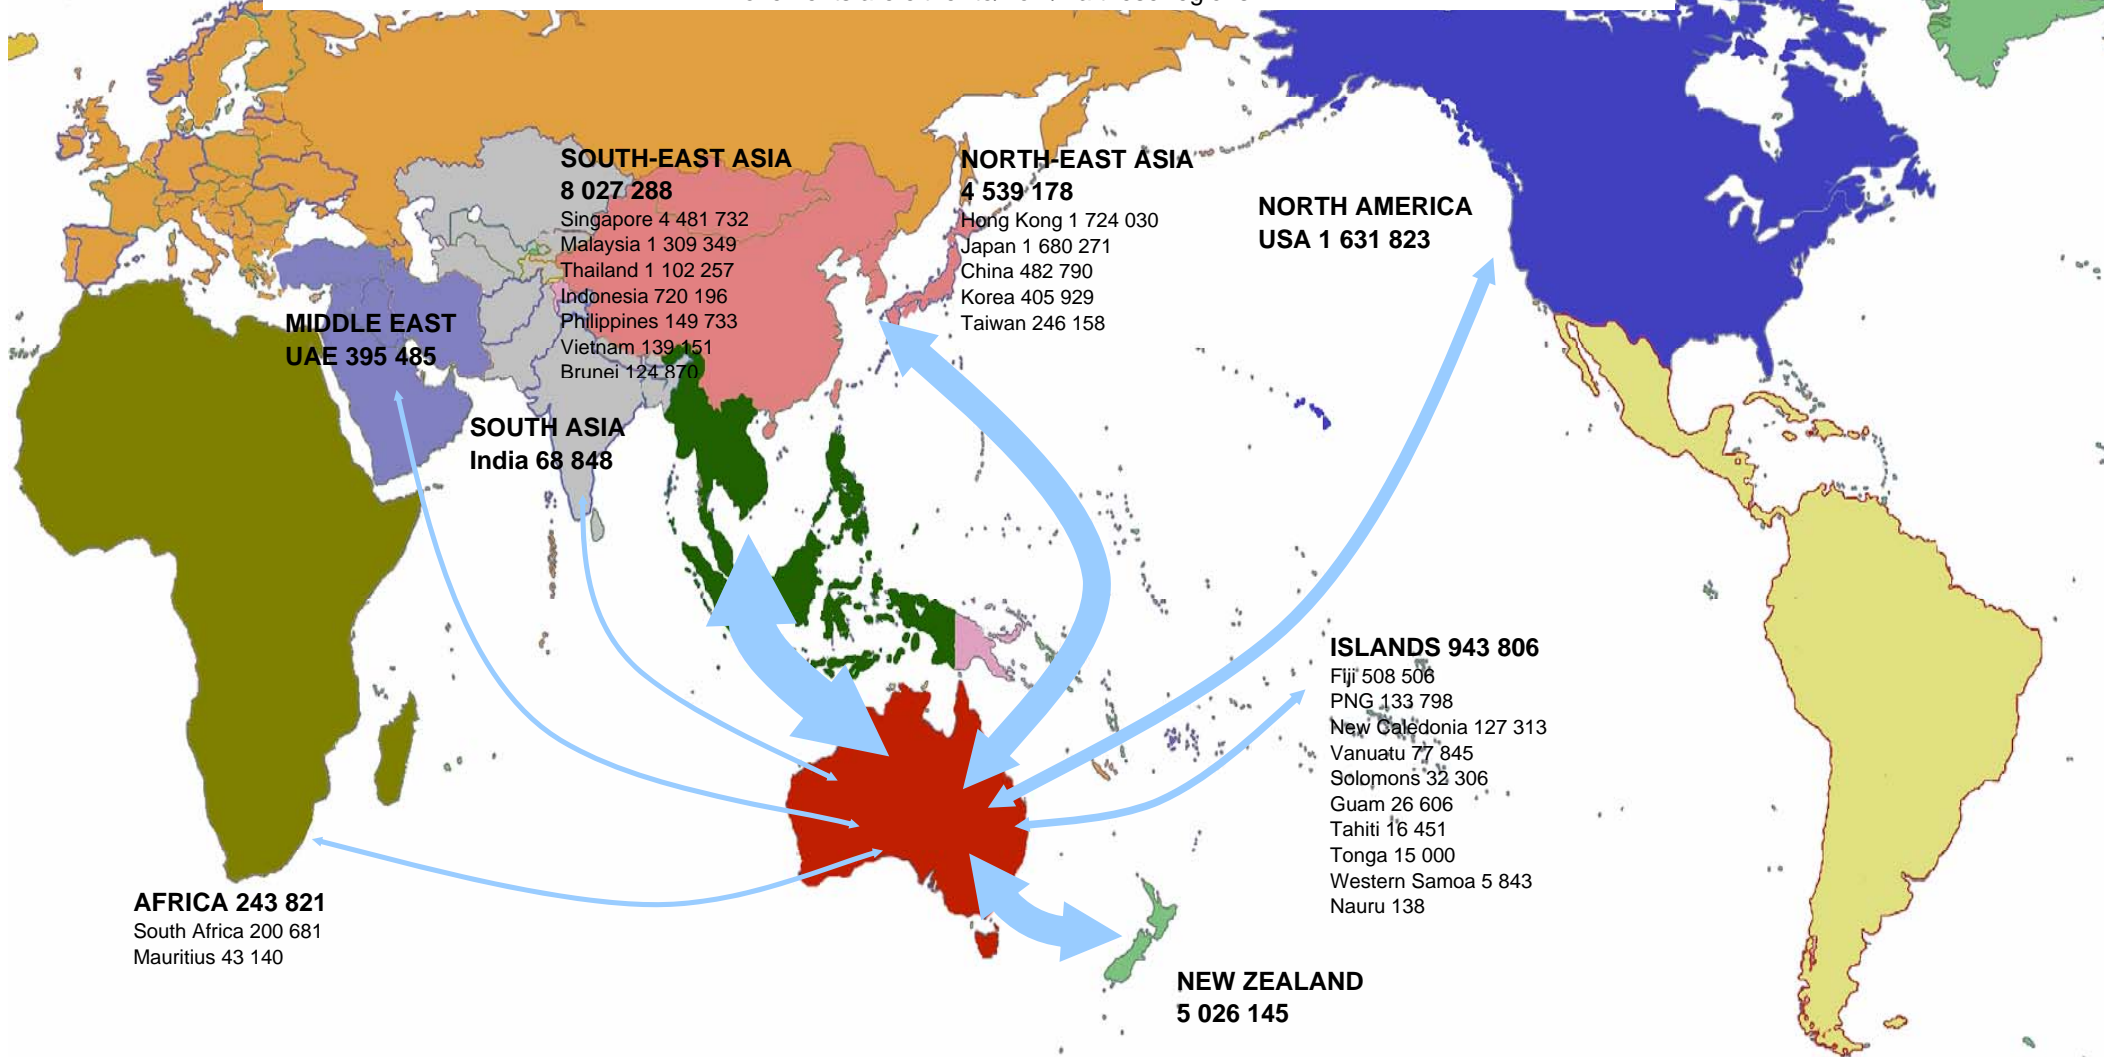 SOUTH-EAST ASIA
8 027 288
Singapore 4 481 732
Malaysia 1 309 349
Thailand 1 102 257
Indonesia 720 196
Philippines 149 733
Vietnam 139 151
Brunei 124 870
NORTH-EAST ASIA
4 539 178
Hong Kong 1 724 030
Japan 1 680 271
China 482 790
Korea 405 929
Taiwan 246 158
NORTH AMERICA
USA 1 631 823
MIDDLE EAST
UAE 395 485
SOUTH ASIA
India 68 848
ISLANDS 943 806
Fiji 508 506
PNG 133 798
New Caledonia 127 313
Vanuatu 77 845
Solomons 32 306
Guam 26 606
Tahiti 16 451
Tonga 15 000
Western Samoa 5 843
Nauru 138
AFRICA 243 821
South Africa 200 681
Mauritius 43 140
NEW ZEALAND
5 026 145